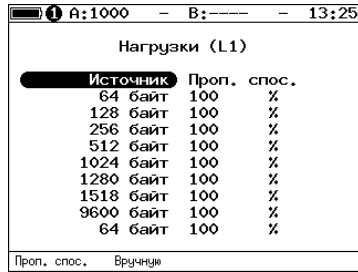 1 A:1000 – B:---- – 13:25
Нагрузки (L1)
Источник Проп. спос.
64 байт 100 %
128 байт 100 %
256 байт 100 %
512 байт 100 %
1024 байт 100 %
1280 байт 100 %
1518 байт 100 %
9600 байт 100 %
64 байт 100 %
Проп. спос. Вручную